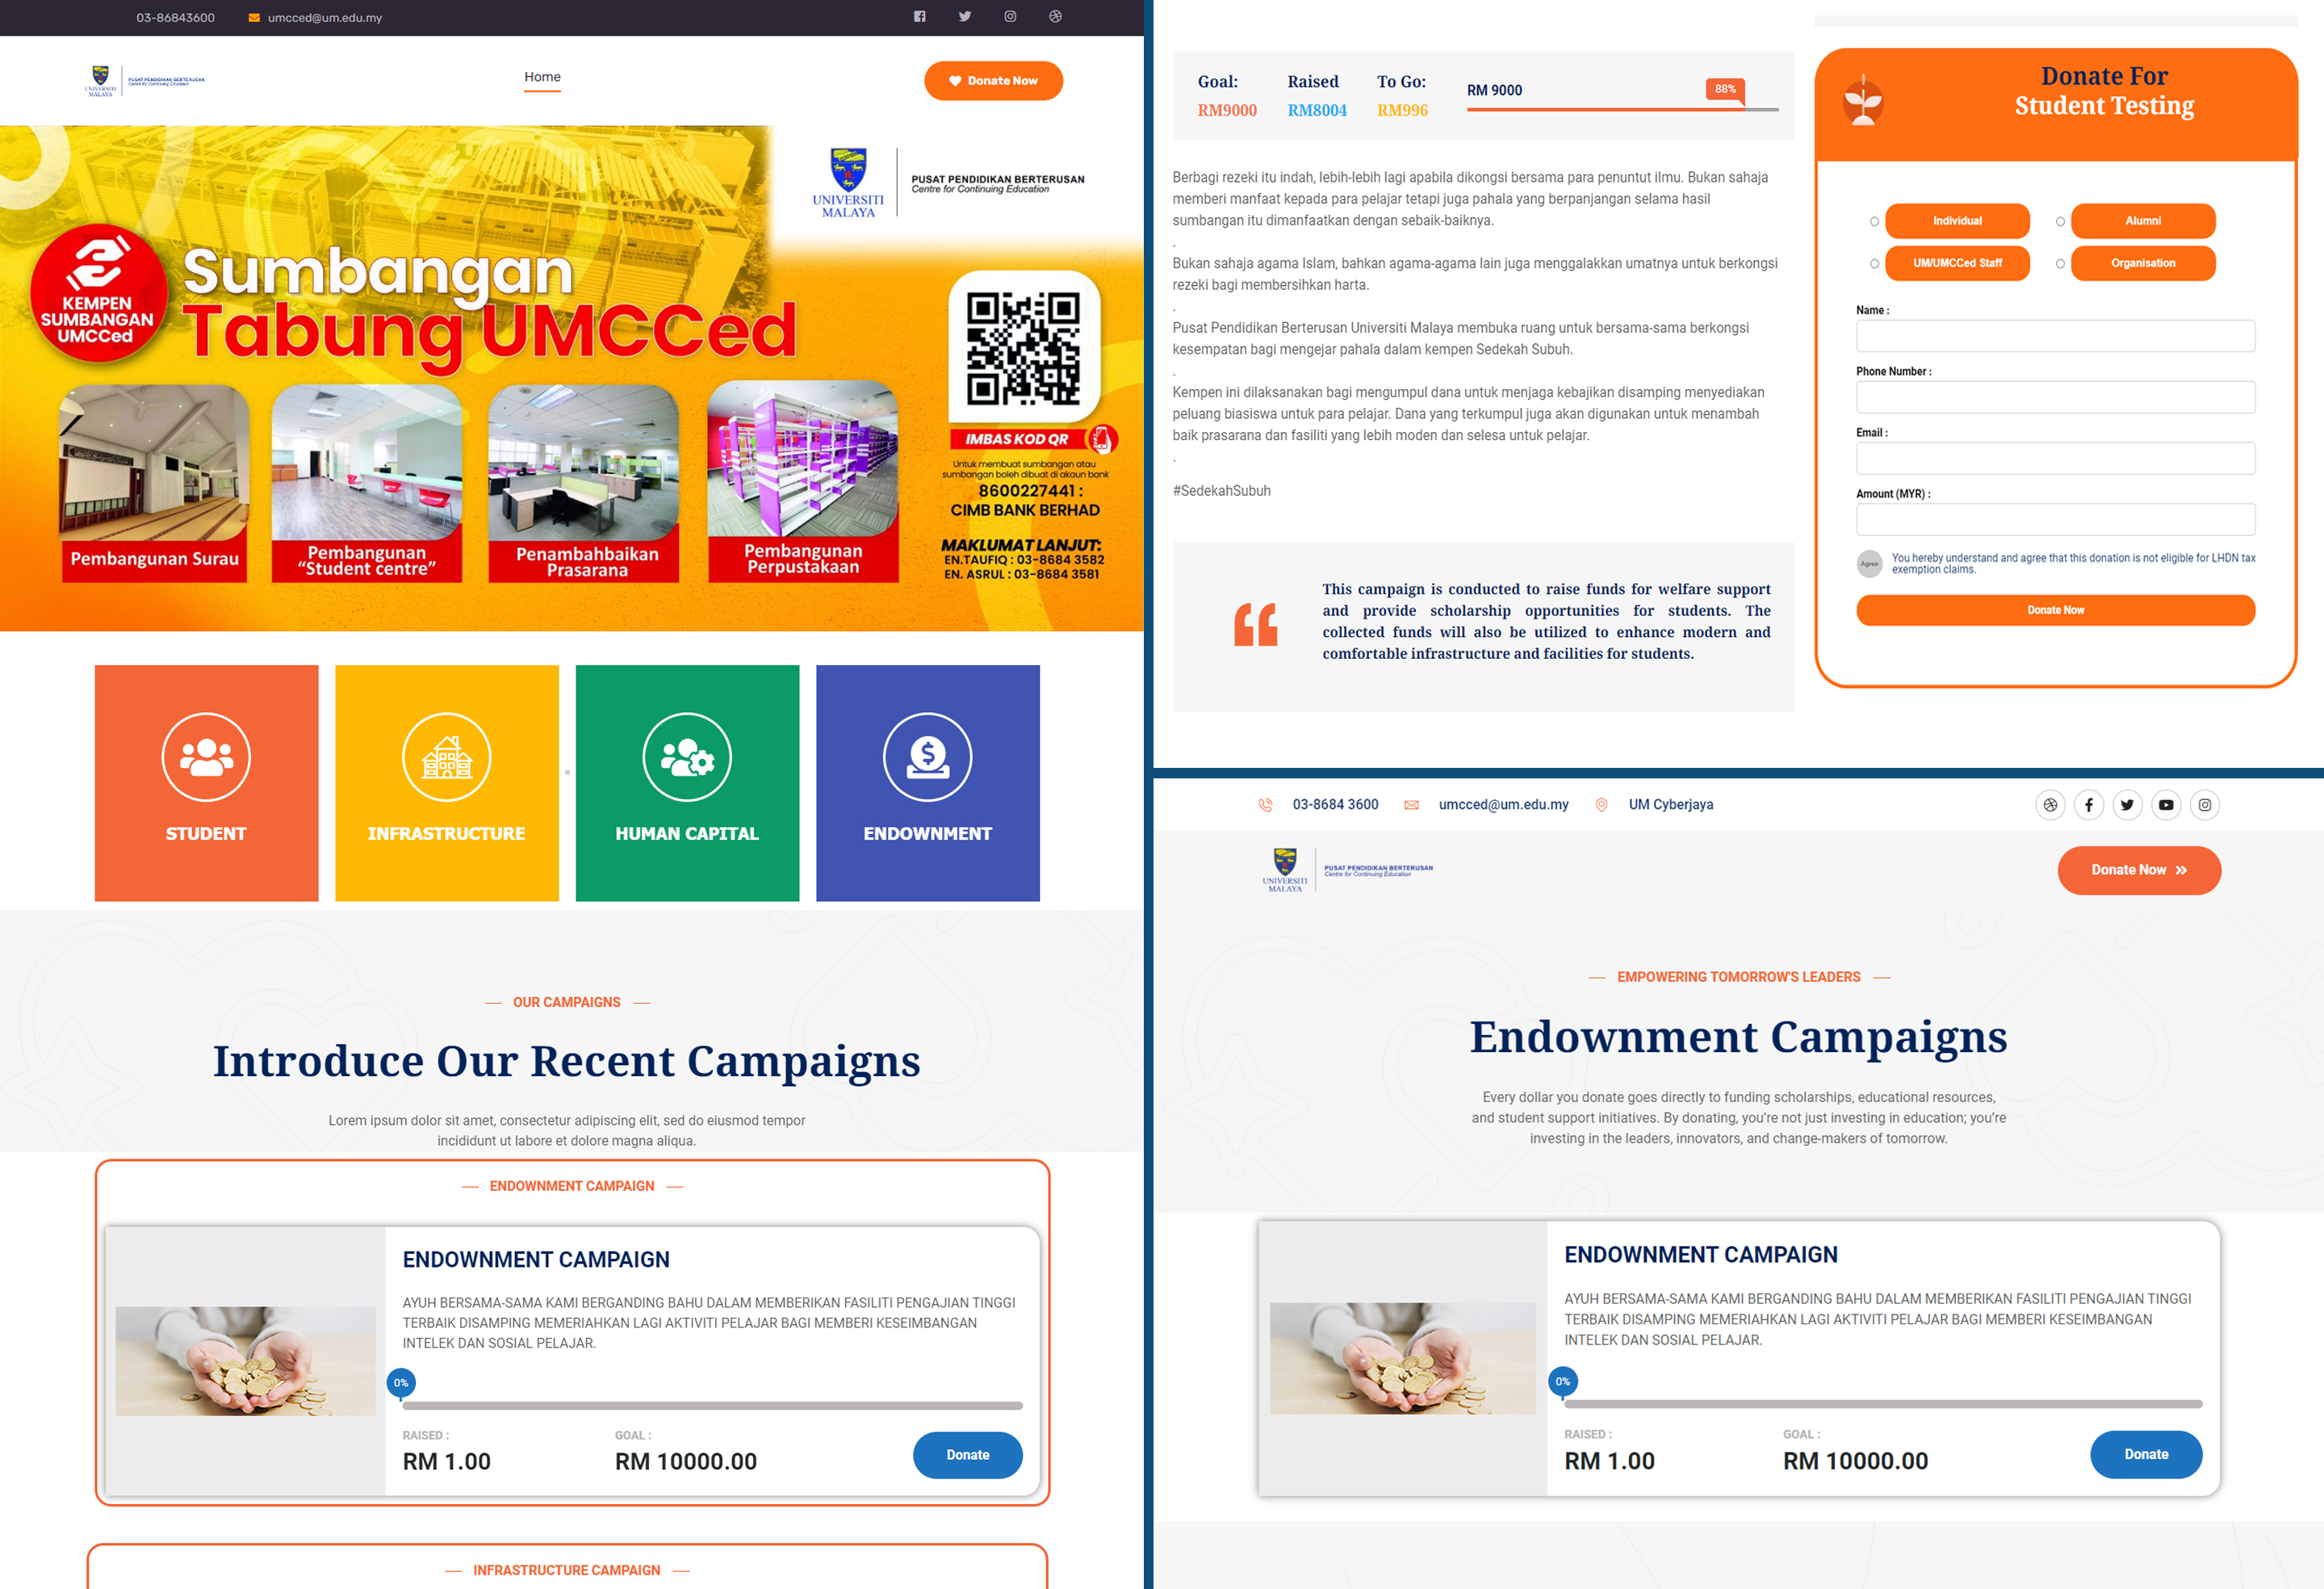 03-86843600
umcced@um.edu.my
UNIVERSITI
MALAYA
PUSAT PENDIDIKAN BERTERUSAN
Centre for Continuing Education
Home
Donate Now
UNIVERSITI
MALAYA
PUSAT PENDIDIKAN BERTERUSAN
Centre for Continuing Education
KEMPEN
SUMBANGAN
UMCCed
Sumbangan
Tabung UMCCed
Pembangunan Surau
Pembangunan
“Student centre”
Penambahbaikan
Prasarana
Pembangunan
Perpustakaan
IMBAS KOD QR
Untuk membuat sumbangan atau
sumbangan boleh dibuat di akaun bank
8600227441 :
CIMB BANK BERHAD
MAKLUMAT LANJUT:
EN.TAUFIQ : 03-8684 3582
EN. ASRUL : 03-8684 3581
STUDENT
INFRASTRUCTURE
HUMAN CAPITAL
ENDOWNMENT
OUR CAMPAIGNS
Introduce Our Recent Campaigns
Lorem ipsum dolor sit amet, consectetur adipiscing elit, sed do eiusmod tempor
incididunt ut labore et dolore magna aliqua.
ENDOWNMENT CAMPAIGN
ENDOWNMENT CAMPAIGN
AYUH BERSAMA-SAMA KAMI BERGANDING BAHU DALAM MEMBERIKAN FASILITI PENGAJIAN TINGGI
TERBAIK DISAMPING MEMERIAHKAN LAGI AKTIVITI PELAJAR BAGI MEMBERI KESEIMBANGAN
INTELEK DAN SOSIAL PELAJAR.
0%
RAISED :
RM 1.00
GOAL :
RM 10000.00
Donate
INFRASTRUCTURE CAMPAIGN
Goal:
RM9000
Raised
RM8004
To Go:
RM996
RM 9000
88%
Berbagi rezeki itu indah, lebih-lebih lagi apabila dikongsi bersama para penuntut ilmu. Bukan sahaja
memberi manfaat kepada para pelajar tetapi juga pahala yang berpanjangan selama hasil
sumbangan itu dimanfaatkan dengan sebaik-baiknya.
.
Bukan sahaja agama Islam, bahkan agama-agama lain juga menggalakkan umatnya untuk berkongsi
rezeki bagi membersihkan harta.
.
Pusat Pendidikan Berterusan Universiti Malaya membuka ruang untuk bersama-sama berkongsi
kesempatan bagi mengejar pahala dalam kempen Sedekah Subuh.
.
Kempen ini dilaksanakan bagi mengumpul dana untuk menjaga kebajikan disamping menyediakan
peluang biasiswa untuk para pelajar. Dana yang terkumpul juga akan digunakan untuk menambah
baik prasarana dan fasiliti yang lebih moden dan selesa untuk pelajar.
.
#SedekahSubuh
This campaign is conducted to raise funds for welfare support
and provide scholarship opportunities for students. The
collected funds will also be utilized to enhance modern and
comfortable infrastructure and facilities for students.
Donate For
Student Testing
Individual
Alumni
UM/UMCCed Staff
Organisation
Name :
Phone Number :
Email :
Amount (MYR) :
Agree
You hereby understand and agree that this donation is not eligible for LHDN tax
exemption claims.
Donate Now
03-8684 3600
umcced@um.edu.my
UM Cyberjaya
UNIVERSITI
MALAYA
PUSAT PENDIDIKAN BERTERUSAN
Centre for Continuing Education
Donate Now
EMPOWERING TOMORROW'S LEADERS
Endownment Campaigns
Every dollar you donate goes directly to funding scholarships, educational resources,
and student support initiatives. By donating, you’re not just investing in education; you’re
investing in the leaders, innovators, and change-makers of tomorrow.
ENDOWNMENT CAMPAIGN
AYUH BERSAMA-SAMA KAMI BERGANDING BAHU DALAM MEMBERIKAN FASILITI PENGAJIAN TINGGI
TERBAIK DISAMPING MEMERIAHKAN LAGI AKTIVITI PELAJAR BAGI MEMBERI KESEIMBANGAN
INTELEK DAN SOSIAL PELAJAR.
0%
RAISED :
RM 1.00
GOAL :
RM 10000.00
Donate